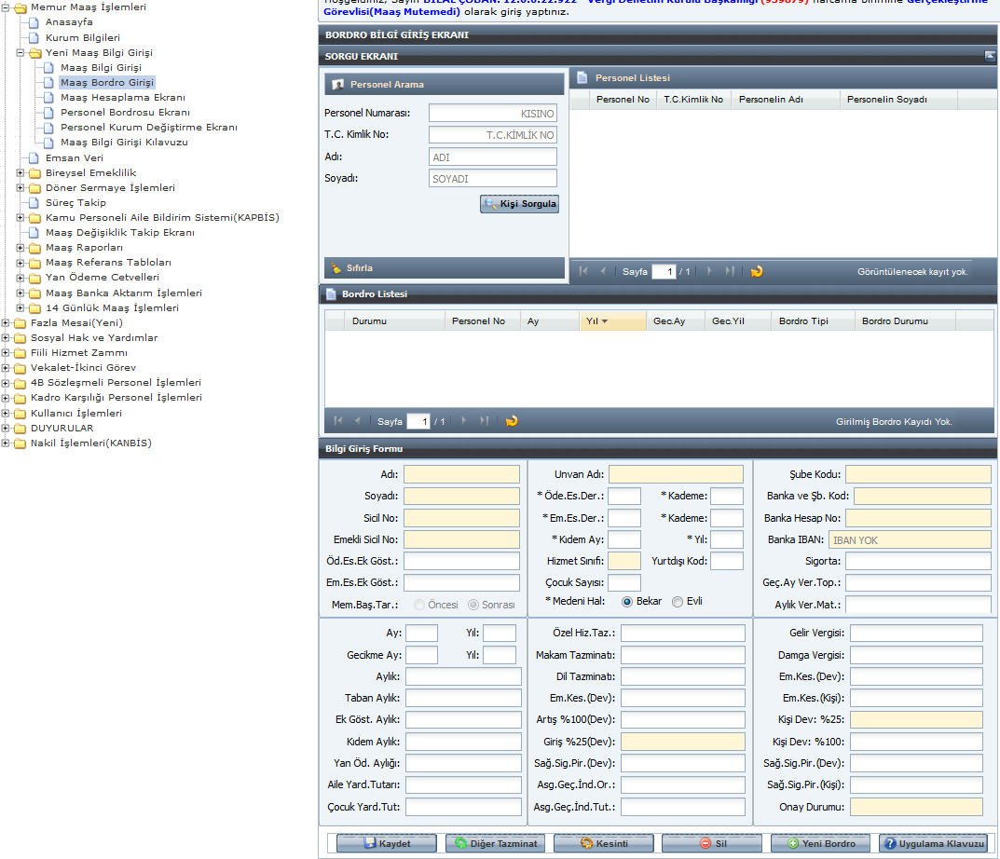 Memur Maaş İşlemleri
Anasayfa
Kurum Bilgileri
Yeni Maaş Bilgi Girişi
Maaş Bilgi Girişi
Maaş Bordro Girişi
Maaş Hesaplama Ekranı
Personel Bordrosu Ekranı
Personel Kurum Değiştirme Ekranı
Maaş Bilgi Girişi Kılavuzu
Emsan Veri
Bireysel Emeklilik
Döner Sermaye İşlemleri
Süreç Takip
Kamu Personeli Aile Bildirim Sistemi(KAPBİS)
Maaş Değişiklik Takip Ekranı
Maaş Raporları
Maaş Referans Tabloları
Yan Ödeme Cetvelleri
Maaş Banka Aktarım İşlemleri
14 Günlük Maaş İşlemleri
Fazla Mesai(Yeni)
Sosyal Hak ve Yardımlar
Fiili Hizmet Zammı
Vekalet-İkinci Görev
4B Sözleşmeli Personel İşlemleri
Kadro Karşılığı Personel İşlemleri
Kullanıcı İşlemleri
DUYURULAR
Nakil İşlemleri(KANBİS)
Hoşgeldiniz, Sayın BİLAL ÇOBAN. 12.0.0.22.922 - Vergi Denetim Kurulu Başkanlığı (939879) harcama birimine Gerçekleştirme
Görevlisi(Maaş Mutemedi) olarak giriş yaptınız.
BORDRO BİLGİ GİRİŞ EKRANI
SORGU EKRANI
Personel Arama
Personel Numarası: KISINO
T.C. Kimlik No: T.C.KİMLİK NO
Adı: ADI
Soyadı: SOYADI
Kişi Sorgula
Sıfırla
Personel Listesi
Personel No T.C.Kimlik No Personelin Adı Personelin Soyadı
Sayfa 1 / 1 Görüntülenecek kayıt yok.
Bordro Listesi
Durumu Personel No Ay Yıl Gec.Ay Gec.Yil Bordro Tipi Bordro Durumu
Sayfa 1 / 1 Girilmiş Bordro Kayıdı Yok.
Bilgi Giriş Formu
Adı: Unvan Adı: Şube Kodu:
Soyadı: * Öde.Es.Der.: * Kademe: Banka ve Şb. Kod:
Sicil No: * Em.Es.Der.: * Kademe: Banka Hesap No:
Emekli Sicil No: * Kıdem Ay: * Yıl: Banka IBAN: IBAN YOK
Öd.Es.Ek Göst.: Hizmet Sınıfı: Yurtdışı Kod: Sigorta:
Em.Es.Ek Göst.: Çocuk Sayısı: Geç.Ay Ver.Top.:
Mem.Baş.Tar.: Öncesi Sonrası * Medeni Hal: Bekar Evli Aylık Ver.Mat.:
Ay: Yıl: Özel Hiz.Taz.: Gelir Vergisi:
Gecikme Ay: Yıl: Makam Tazminatı: Damga Vergisi:
Aylık: Dil Tazminatı: Em.Kes.(Dev):
Taban Aylık: Em.Kes.(Dev): Em.Kes.(Kişi):
Ek Göst. Aylık: Artış %100(Dev): Kişi Dev: %25:
Kıdem Aylık: Giriş %25(Dev): Kişi Dev: %100:
Yan Öd. Aylığı: Sağ.Sig.Pir.(Dev): Sağ.Sig.Pir.(Dev):
Aile Yard.Tutarı: Asg.Geç.İnd.Or.: Sağ.Sig.Pir.(Kişi):
Çocuk Yard.Tut: Asg.Geç.İnd.Tut.: Onay Durumu:
Kaydet Diğer Tazminat Kesinti Sil Yeni Bordro Uygulama Klavuzu